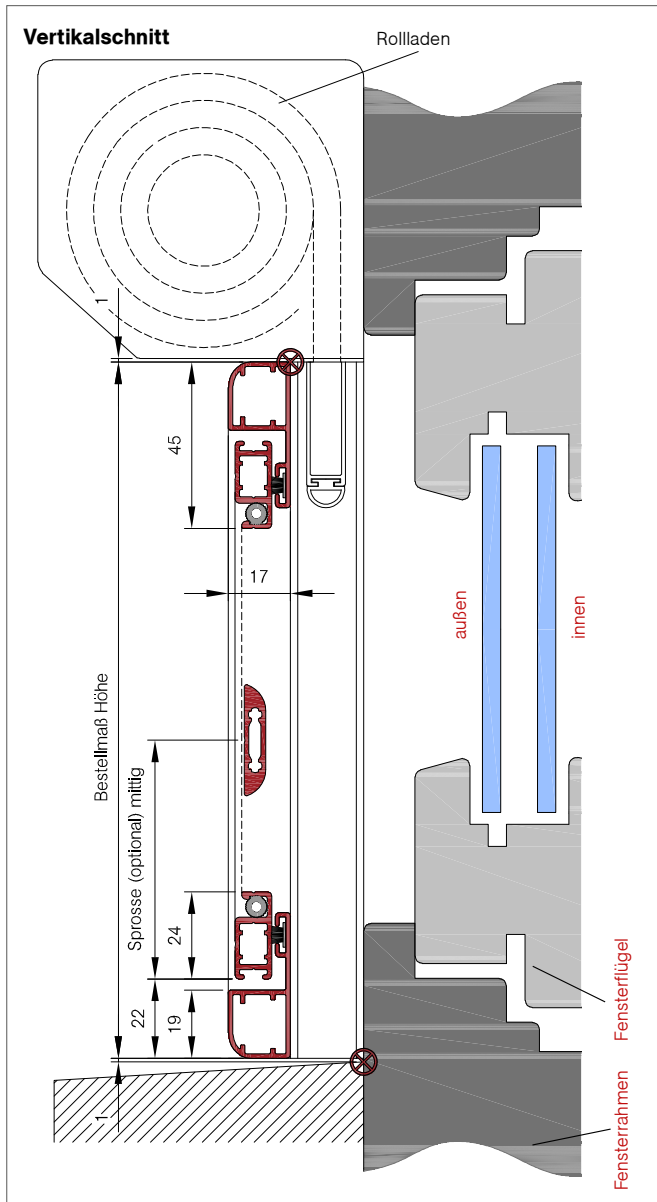 Vertikalschnitt
Rollladen
1
45
17
außen
innen
Bestellmaß Höhe
Sprosse (optional) mittig
24
22
19
1
Fensterflügel
Fensterrahmen